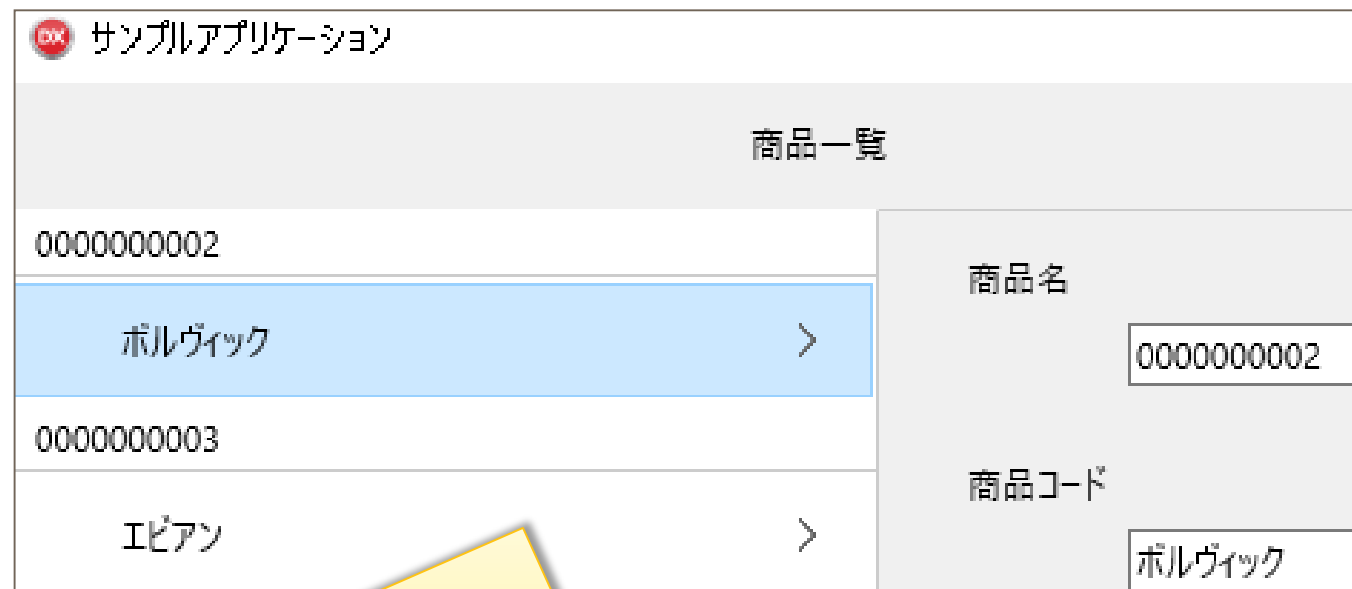 DX サンプルアプリケーション
商品一覧
0000000002
ボルヴィック
0000000003
エビアン
商品名
0000000002
商品コード
ボルヴィック